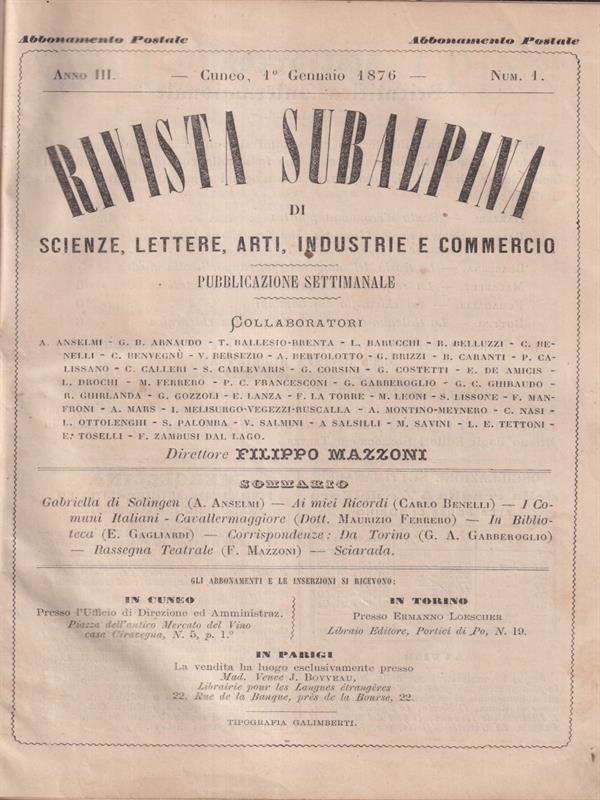 Abbonamento Postale Abbonamento Postale
ANNO III. — CUNEO, 1º GENNAIO 1876 — NUM. 1.
RIVISTA SUBALPINA
DI
SCIENZE, LETTERE, ARTI, INDUSTRIE E COMMERCIO
PUBBLICAZIONE SETTIMANALE
COLLABORATORI
A. ANSELMI - G. B. ARNAUDO - T. BALLESIO-BRENTA - L. BARUCCHI - R. BELLUZZI - C. BE-
NELLI - C. BENVEGNÙ - V. BERSEZIO - A. BERTOLOTTO - G. BRIZZI - B. CARANTI - P. CA-
LISSANO - C. CALLERI - S. CARLEVARIS - G. CORSINI - G. COSTETTI - E. DE AMICIS -
L. DROCHI - M. FERRERO - P. C. FRANCESCONI - G. GARBEROGLIO - G. C. GHIBAUDO -
R. GHIRLANDA - G. GOZZOLI - E. LANZA - F. LA TORRE - M. LEONI - S. LISSONE - F. MAN-
FRONI - A. MARS - I. MELISURGO-VEGEZZI-RUSCALLA - A. MONTINO-MEYNERO - C. NASI -
L. OTTOLENGHI - S. PALOMBA - V. SALMINI - A SALSILLI - M. SAVINI - L. E. TETTONI -
E. TOSELLI - F. ZAMBUSI DAL LAGO.
Direttore FILIPPO MAZZONI
SOMMARIO
Gabriella di Solingen (A. ANSELMI) — Ai miei Ricordi (CARLO BENELLI) — I Co-
muni Italiani - Cavallermaggiore (Dott. MAURIZIO FERRERO) — In Biblio-
teca (E. GAGLIARDI) — Corrispondenze: Da Torino (G. A. GARBEROGLIO)
— Rassegna Teatrale (F. MAZZONI) — Sciarada.
GLI ABBONAMENTI E LE INSERZIONI SI RICEVONO:
IN CUNEO
Presso l'Ufficio di Direzione ed Amministraz.
Piazza dell'antico Mercato del Vino
casa Ciravegna, N. 5, p. 1.º
IN TORINO
Presso ERMANNO LOESCHER
Libraio Editore, Portici di Po, N. 19.
IN PARIGI
La vendita ha luogo esclusivamente presso
Mad. Veuve J. BOYVEAU,
Librairie pour les Langues étrangères
22. Rue de la Banque, près de la Bourse, 22.
TIPOGRAFIA GALIMBERTI.